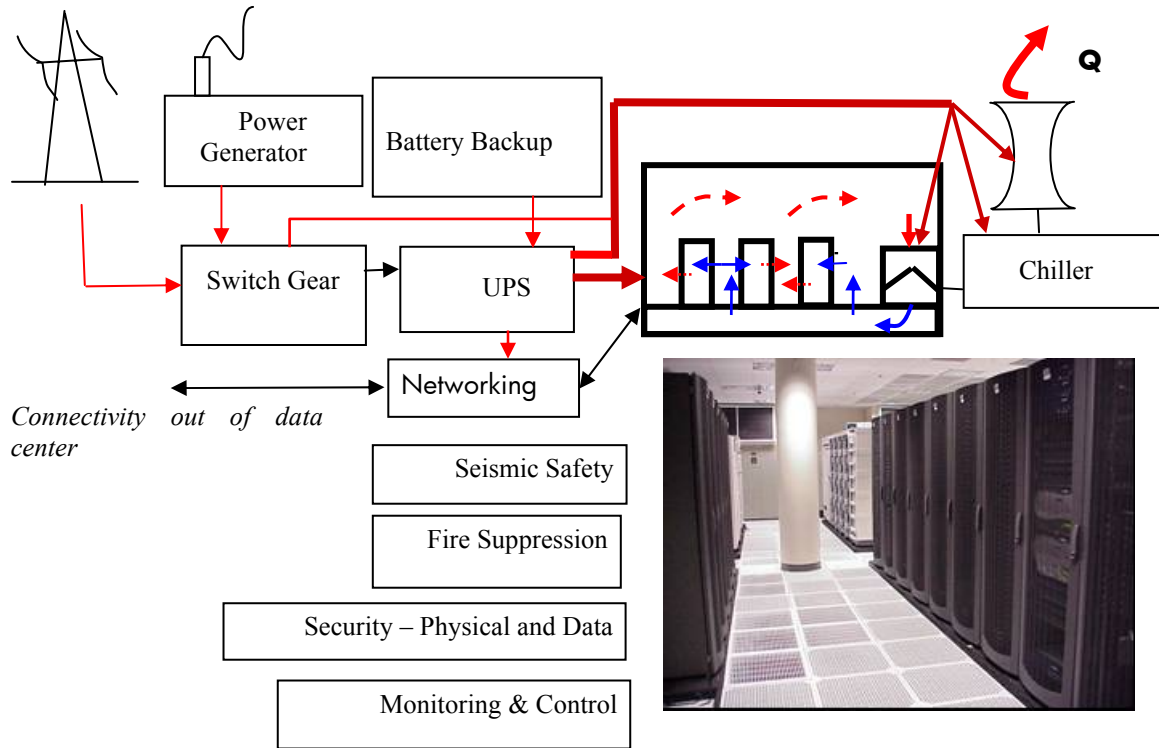 Q
Power
Generator
Battery Backup
Switch Gear
UPS
Chiller
Networking
Connectivity out of data
center
Seismic Safety
Fire Suppression
Security – Physical and Data
Monitoring & Control